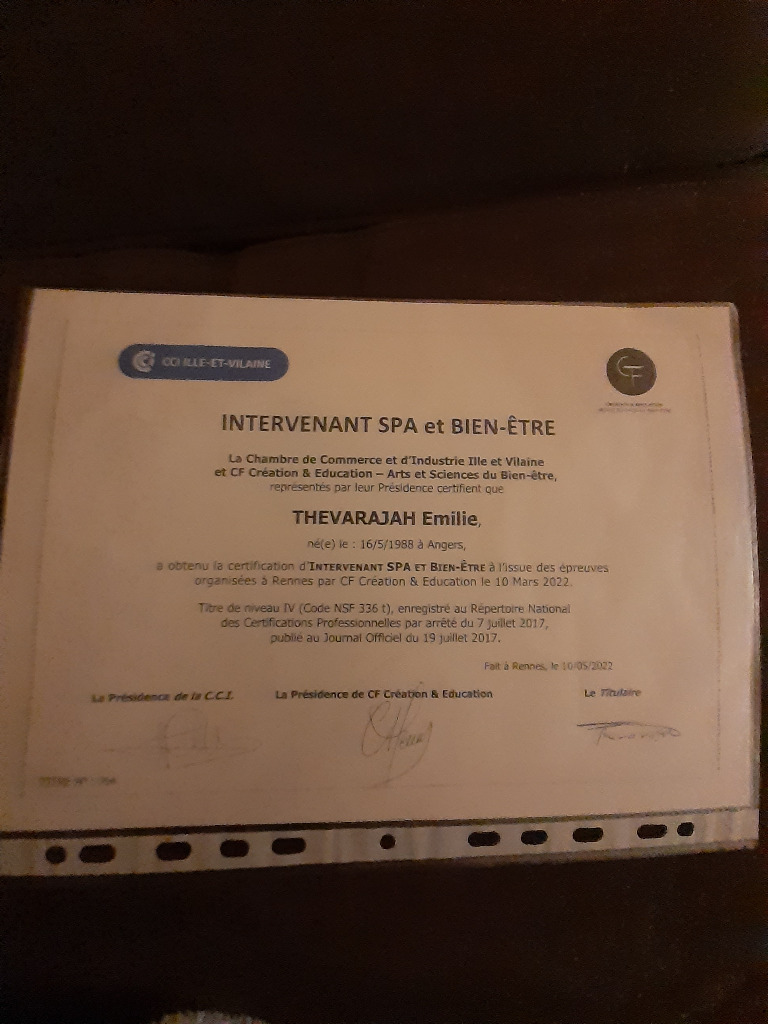 CCI ILLE-ET-VILAINE
CF
INTERVENANT SPA et BIEN-ÊTRE
La Chambre de Commerce et d'Industrie Ille et Vilaine
et CF Création & Education – Arts et Sciences du Bien-être,
représentés par leur Présidence certifient que
THEVARAJAH Emilie,
né(e) le : 16/5/1988 à Angers,
a obtenu la certification d'INTERVENANT SPA ET BIEN-ÊTRE à l'issue des épreuves
organisées à Rennes par CF Création & Education le 10 Mars 2022.
Titre de niveau IV (Code NSF 336 t), enregistré au Répertoire National
des Certifications Professionnelles par arrêté du 7 juillet 2017,
publié au Journal Officiel du 19 juillet 2017.
Fait à Rennes, le 10/05/2022
La Présidence de la C.C.I. La Présidence de CF Création & Education Le Titulaire
TITRE N° :